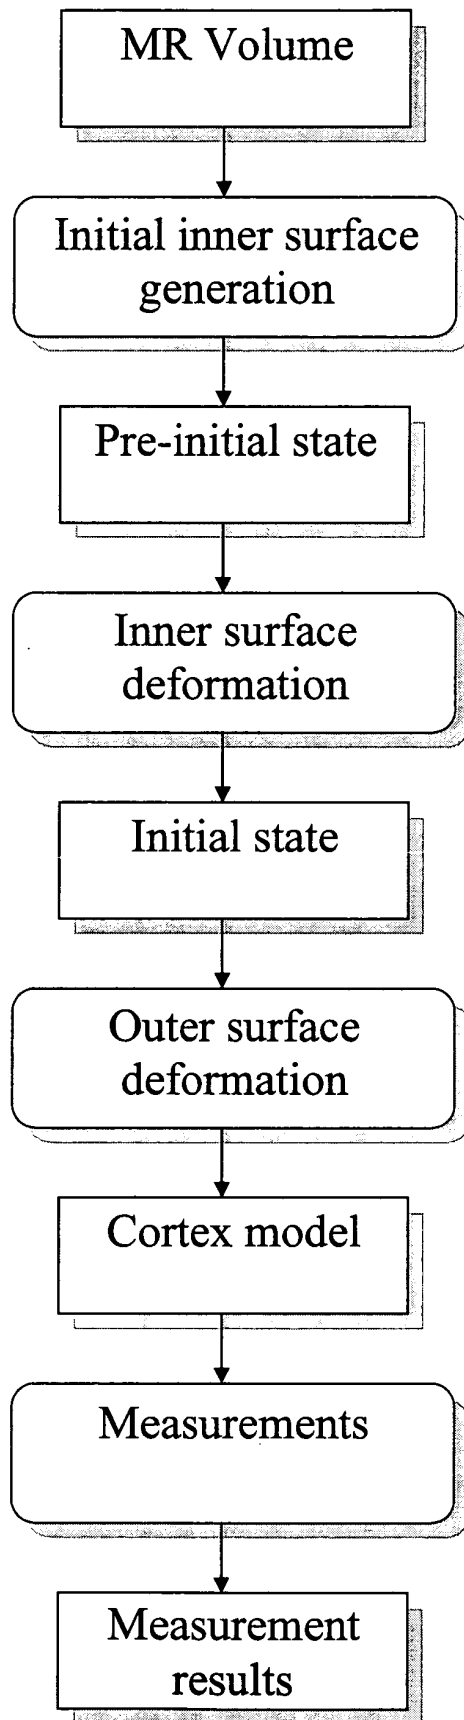 MR Volume
Initial inner surface
generation
Pre-initial state
Inner surface
deformation
Initial state
Outer surface
deformation
Cortex model
Measurements
Measurement
results